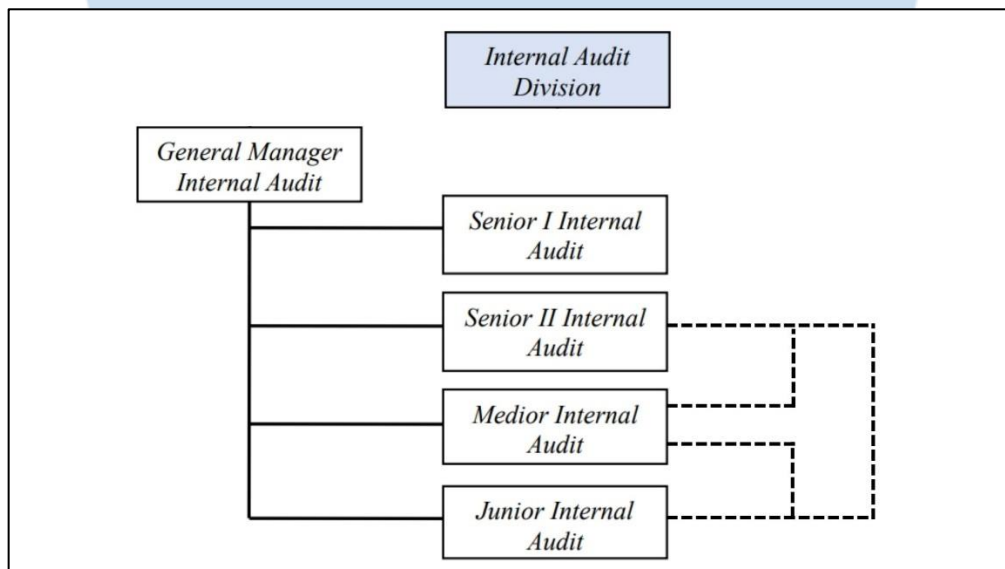 Internal Audit
Division
General Manager
Internal Audit
Senior I Internal
Audit
Senior II Internal
Audit
Medior Internal
Audit
Junior Internal
Audit